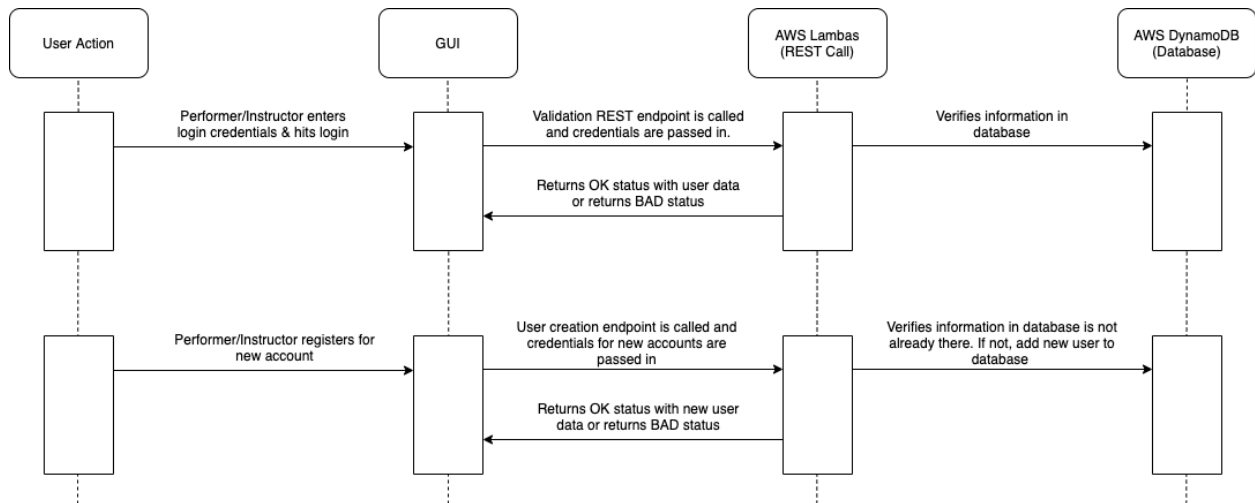 User Action
GUI
AWS Lambas
(REST Call)
AWS DynamoDB
(Database)
Performer/Instructor enters
login credentials & hits login
Validation REST endpoint is called
and credentials are passed in.
Verifies information in
database
Returns OK status with user data
or returns BAD status
Performer/Instructor registers for
new account
User creation endpoint is called and
credentials for new accounts are
passed in
Verifies information in database is not
already there. If not, add new user to
database
Returns OK status with new user
data or returns BAD status